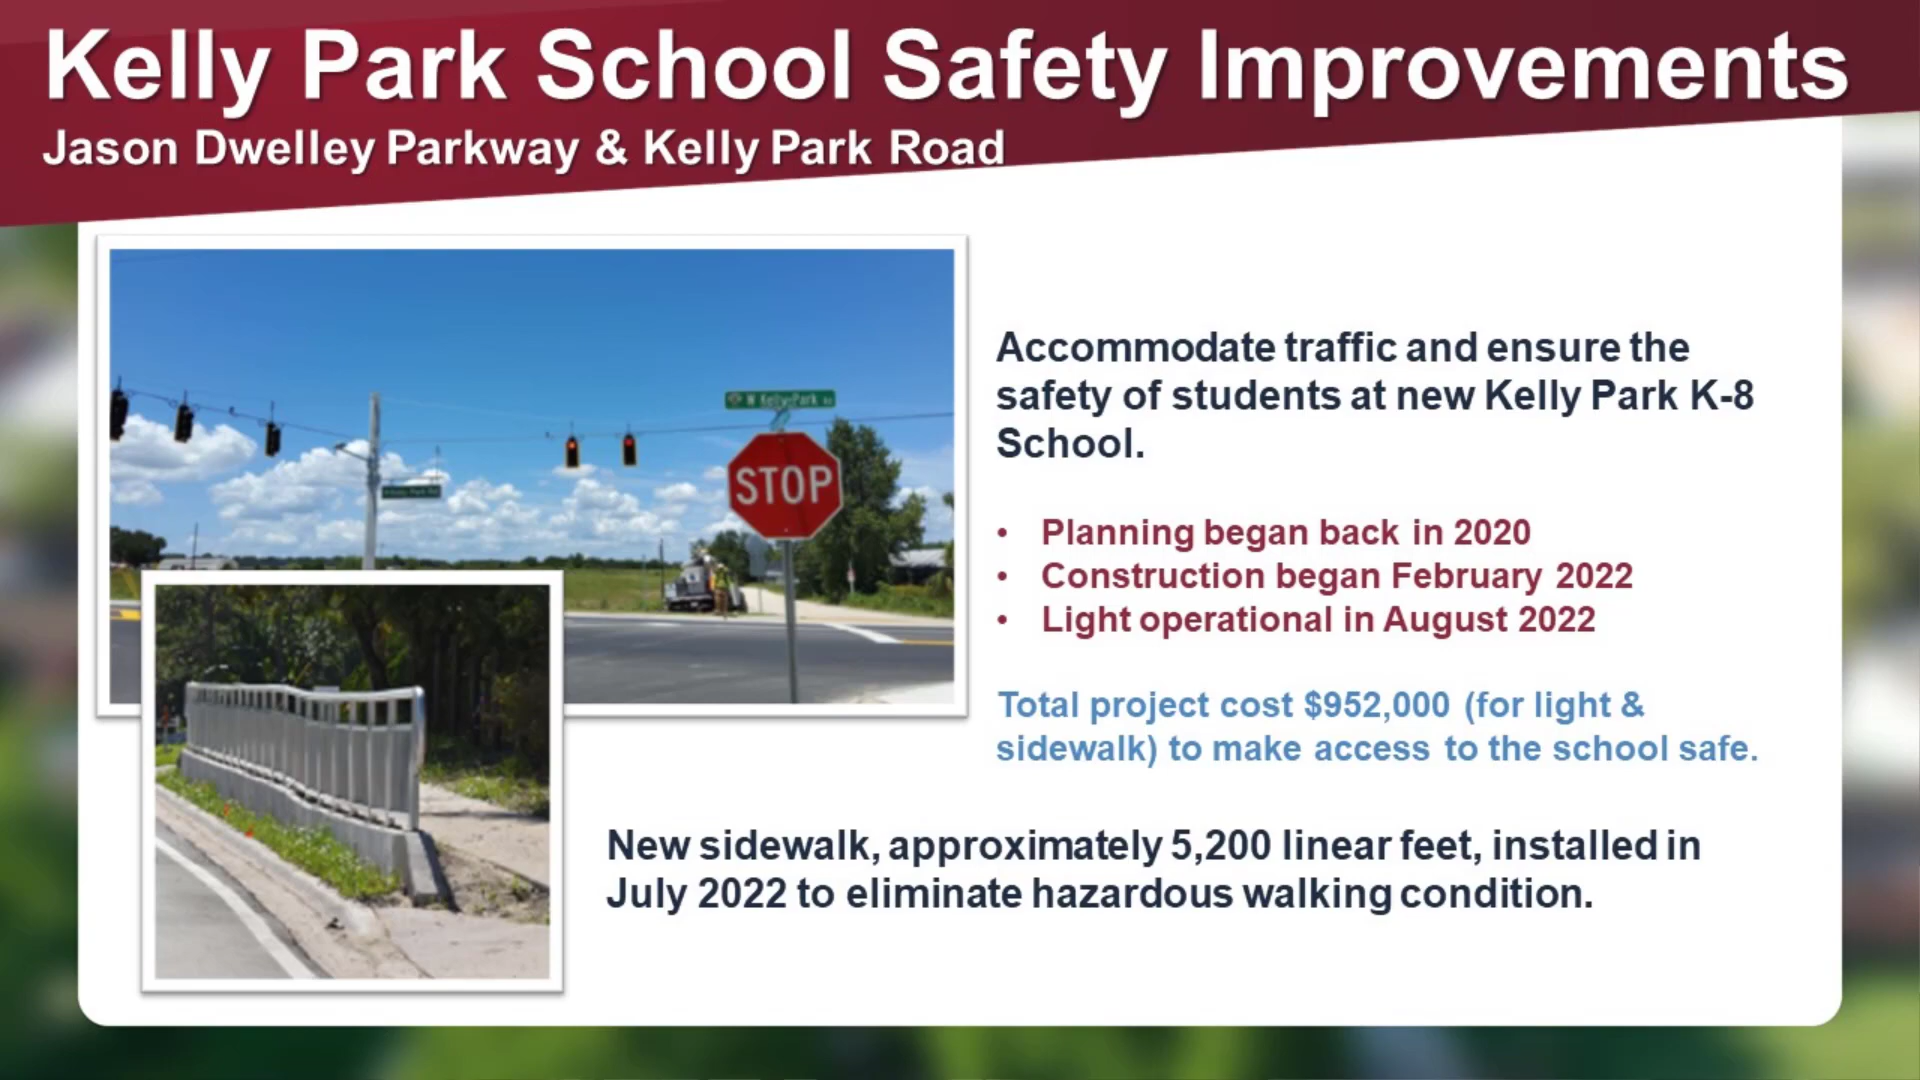 Kelly Park School Safety Improvements
Jason Dwelley Parkway & Kelly Park Road
W Kelly Park Rd
STOP
Accommodate traffic and ensure the
safety of students at new Kelly Park K-8
School.
• Planning began back in 2020
• Construction began February 2022
• Light operational in August 2022
Total project cost $952,000 (for light &
sidewalk) to make access to the school safe.
New sidewalk, approximately 5,200 linear feet, installed in
July 2022 to eliminate hazardous walking condition.